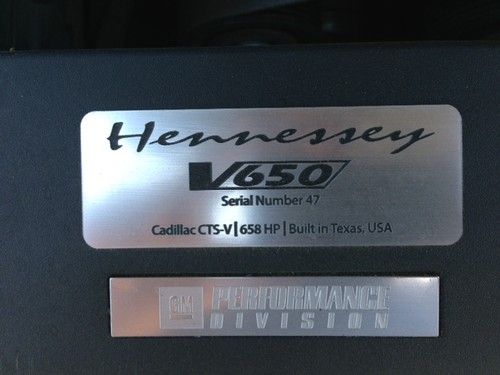 Hennessey
V650
Serial Number 47
Cadillac CTS-V | 658 HP | Built in Texas, USA
GM PERFORMANCE
DIVISION